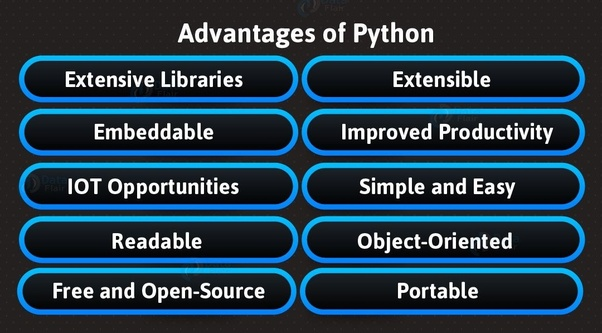 Advantages of Python
Extensive Libraries
Extensible
Embeddable
Improved Productivity
IOT Opportunities
Simple and Easy
Readable
Object-Oriented
Free and Open-Source
Portable